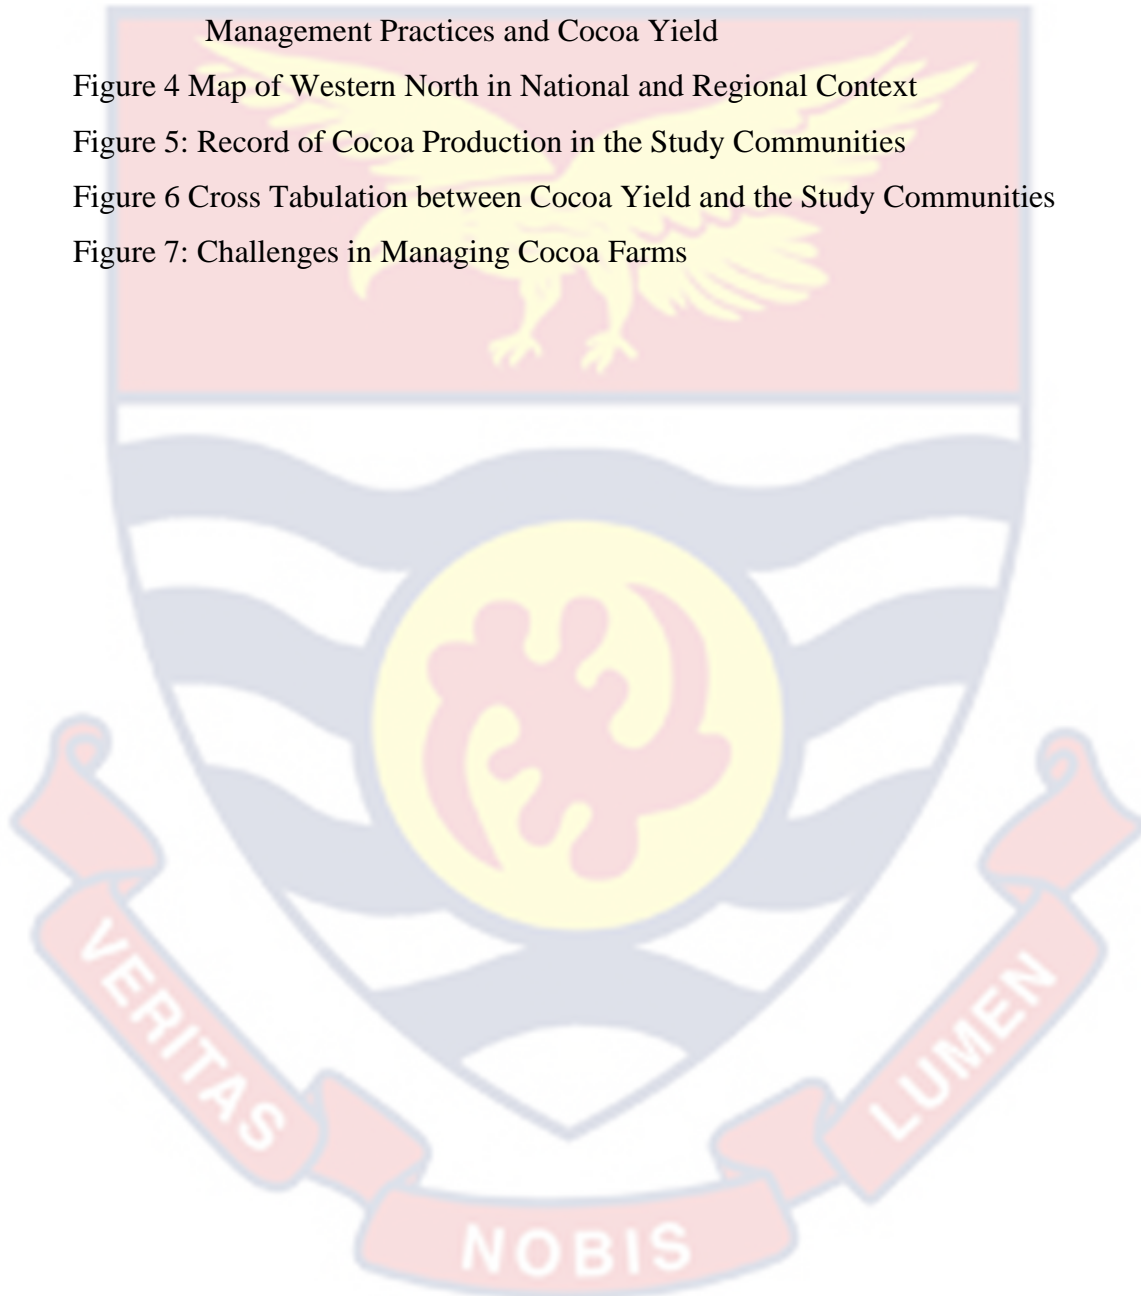 Management Practices and Cocoa Yield
Figure 4 Map of Western North in National and Regional Context
Figure 5: Record of Cocoa Production in the Study Communities
Figure 6 Cross Tabulation between Cocoa Yield and the Study Communities
Figure 7: Challenges in Managing Cocoa Farms
VERITAS
NOBIS
LUMEN